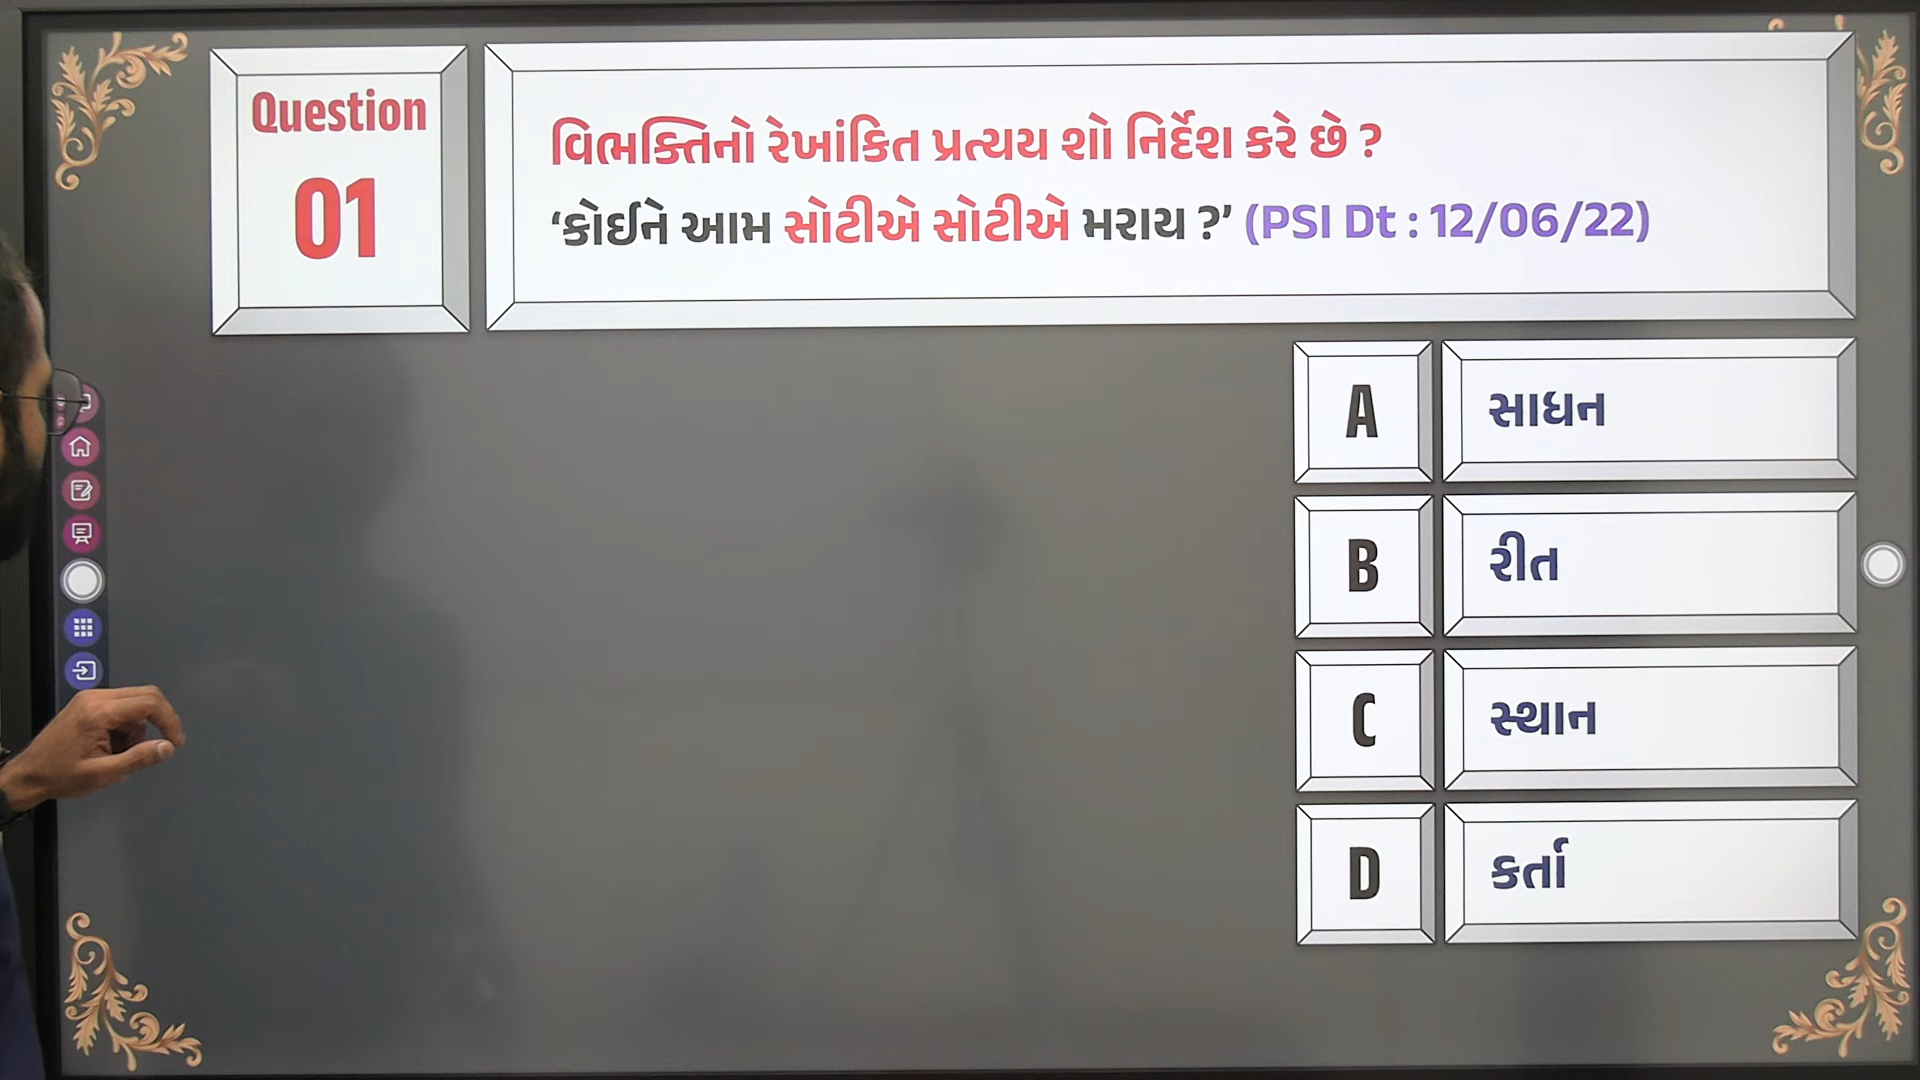 Question
01
વિભક્તિનો રેખાંકિત પ્રત્યય શો નિર્દેશ કરે છે ?
‘કોઈને આમ સોટીએ સોટીએ મરાય ?’ (PSI Dt : 12/06/22)
A
સાધન
B
રીત
C
સ્થાન
D
કર્તા